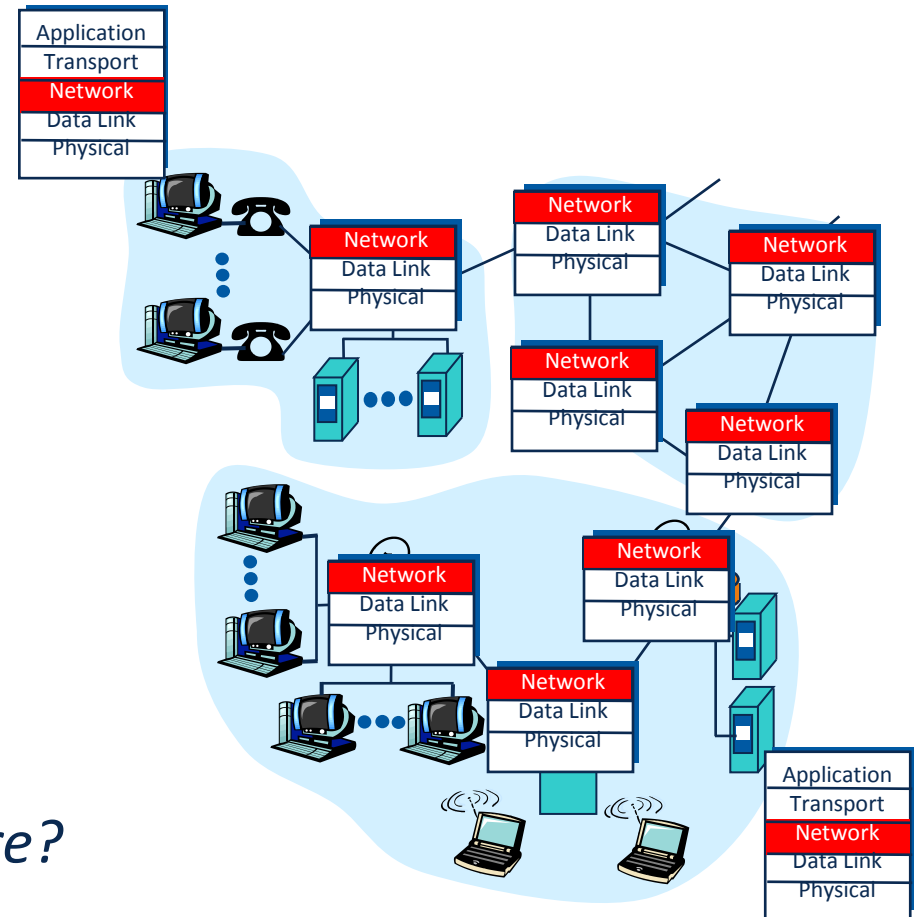 Application
Transport
Network
Data Link
Physical
Network
Data Link
Physical
Network
Data Link
Physical
Network
Data Link
Physical
Network
Data Link
Physical
Network
Data Link
Physical
Network
Data Link
Physical
Network
Data Link
Physical
Network
Data Link
Physical
Application
Transport
Network
Data Link
Physical